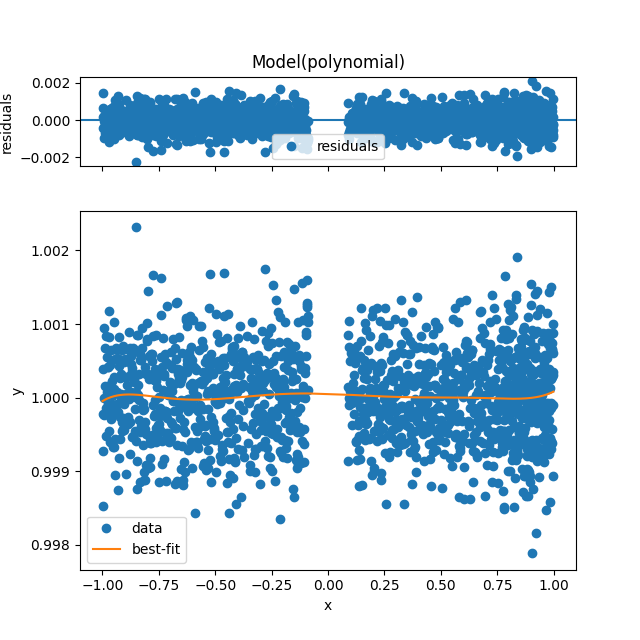 Model(polynomial)
residuals
0.002
0.000
−0.002
residuals
y
1.002
1.001
1.000
0.999
0.998
data
best-fit
−1.00 −0.75 −0.50 −0.25 0.00 0.25 0.50 0.75 1.00
x